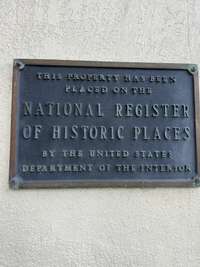 THIS PROPERTY HAS BEEN
PLACED ON THE
NATIONAL REGISTER
OF HISTORIC PLACES
BY THE UNITED STATES
DEPARTMENT OF THE INTERIOR